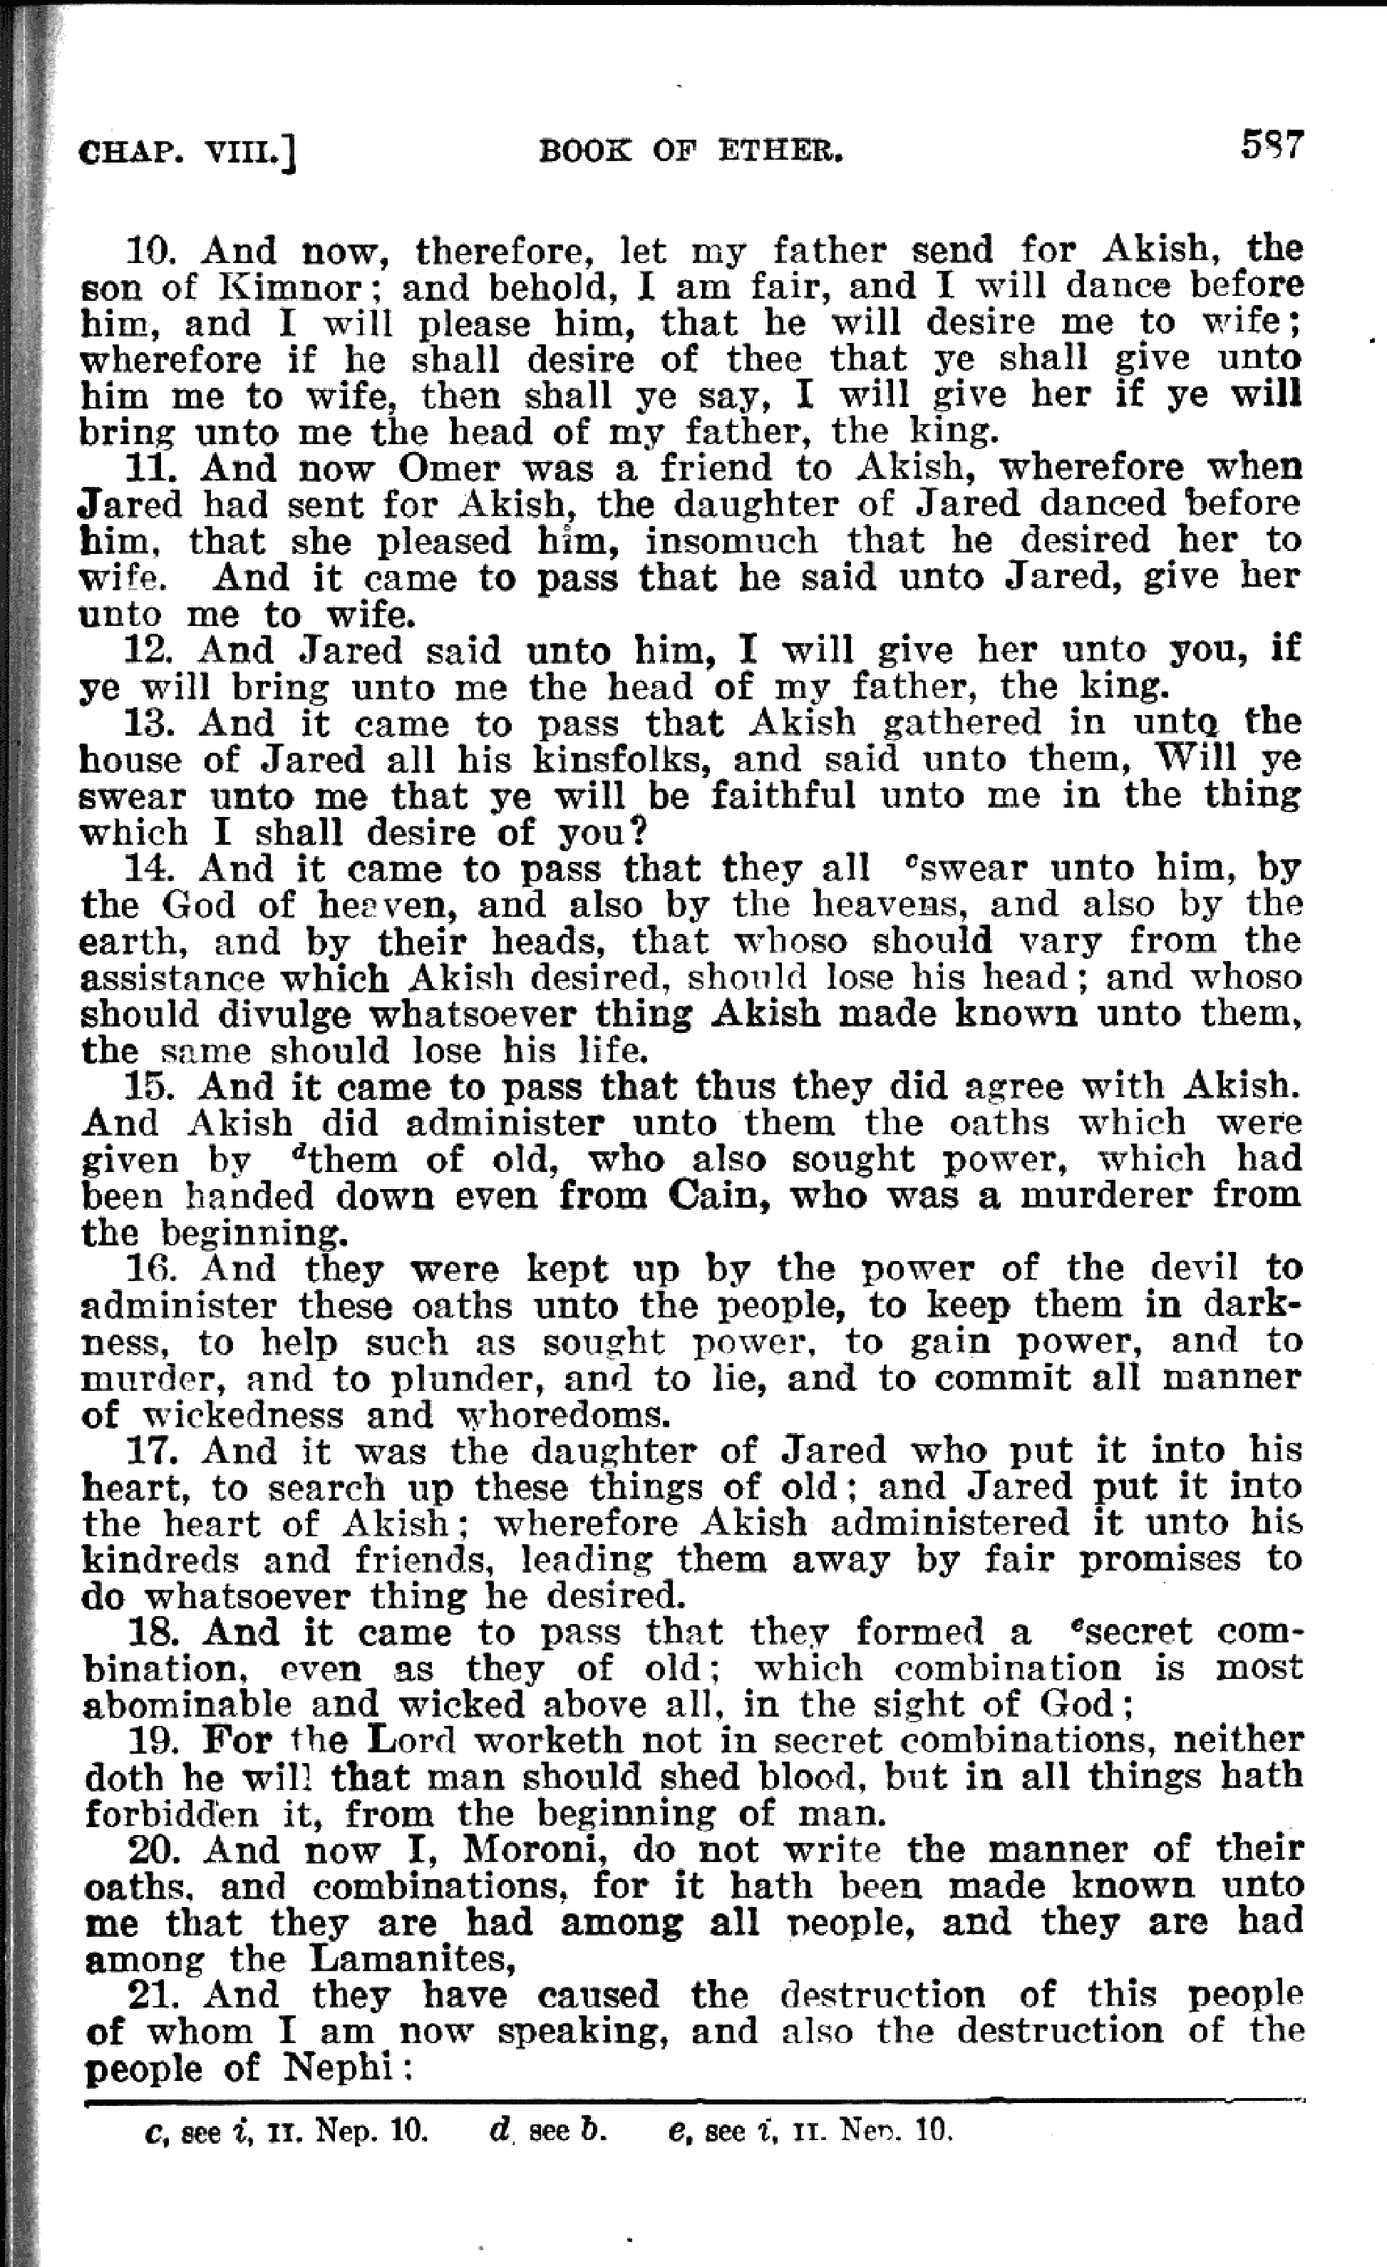 CHAP. VIII.] BOOK OF ETHER. 587
10. And now, therefore, let my father send for Akish, the
son of Kimnor; and behold, I am fair, and I will dance before
him, and I will please him, that he will desire me to wife;
wherefore if he shall desire of thee that ye shall give unto
him me to wife, then shall ye say, I will give her if ye will
bring unto me the head of my father, the king.
11. And now Omer was a friend to Akish, wherefore when
Jared had sent for Akish, the daughter of Jared danced before
him, that she pleased him, insomuch that he desired her to
wife. And it came to pass that he said unto Jared, give her
unto me to wife.
12. And Jared said unto him, I will give her unto you, if
ye will bring unto me the head of my father, the king.
13. And it came to pass that Akish gathered in unto the
house of Jared all his kinsfolks, and said unto them, Will ye
swear unto me that ye will be faithful unto me in the thing
which I shall desire of you?
14. And it came to pass that they all cswear unto him, by
the God of heaven, and also by the heavens, and also by the
earth, and by their heads, that whoso should vary from the
assistance which Akish desired, should lose his head; and whoso
should divulge whatsoever thing Akish made known unto them,
the same should lose his life.
15. And it came to pass that thus they did agree with Akish.
And Akish did administer unto them the oaths which were
given by dthem of old, who also sought power, which had
been handed down even from Cain, who was a murderer from
the beginning.
16. And they were kept up by the power of the devil to
administer these oaths unto the people, to keep them in dark-
ness, to help such as sought power, to gain power, and to
murder, and to plunder, and to lie, and to commit all manner
of wickedness and whoredoms.
17. And it was the daughter of Jared who put it into his
heart, to search up these things of old; and Jared put it into
the heart of Akish; wherefore Akish administered it unto his
kindreds and friends, leading them away by fair promises to
do whatsoever thing he desired.
18. And it came to pass that they formed a esecret com-
bination, even as they of old; which combination is most
abominable and wicked above all, in the sight of God;
19. For the Lord worketh not in secret combinations, neither
doth he will that man should shed blood, but in all things hath
forbidden it, from the beginning of man.
20. And now I, Moroni, do not write the manner of their
oaths, and combinations, for it hath been made known unto
me that they are had among all people, and they are had
among the Lamanites,
21. And they have caused the destruction of this people
of whom I am now speaking, and also the destruction of the
people of Nephi:
c, see i, II. Nep. 10. d, see b. e, see i, II. Nep. 10.